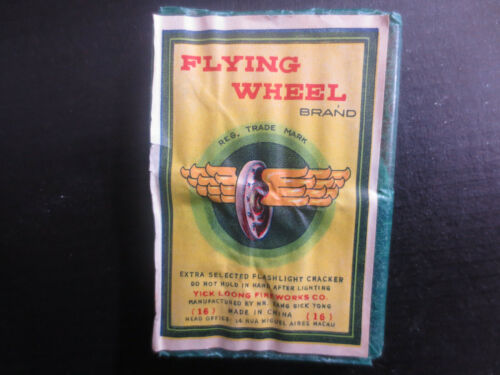 FLYING
WHEEL
BRAND
REG. TRADE MARK
EXTRA SELECTED FLASHLIGHT CRACKER
DO NOT HOLD IN HAND AFTER LIGHTING
YICK LOONG FIREWORKS CO.
MANUFACTURED BY MR. TANG BICK TONG
(16) MADE IN CHINA (16)
HEAD OFFICE: 16 RUA MIGUEL AIRES MACAU